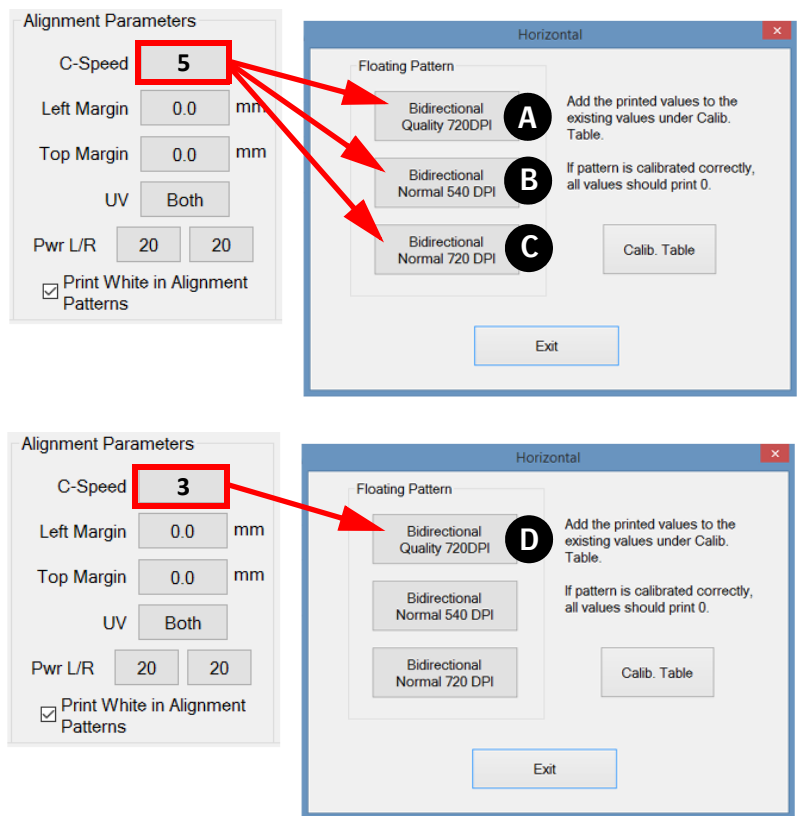 Alignment Parameters
C-Speed 5
Left Margin 0.0 mm
Top Margin 0.0 mm
UV Both
Pwr L/R 20 20
Print White in Alignment
Patterns
Horizontal
Floating Pattern
Bidirectional
Quality 720DPI
A
Bidirectional
Normal 540 DPI
B
Bidirectional
Normal 720 DPI
C
Add the printed values to the
existing values under Calib.
Table.
If pattern is calibrated correctly,
all values should print 0.
Calib. Table
Exit
Alignment Parameters
C-Speed 3
Left Margin 0.0 mm
Top Margin 0.0 mm
UV Both
Pwr L/R 20 20
Print White in Alignment
Patterns
Horizontal
Floating Pattern
Bidirectional
Quality 720DPI
D
Bidirectional
Normal 540 DPI
Bidirectional
Normal 720 DPI
Add the printed values to the
existing values under Calib.
Table.
If pattern is calibrated correctly,
all values should print 0.
Calib. Table
Exit